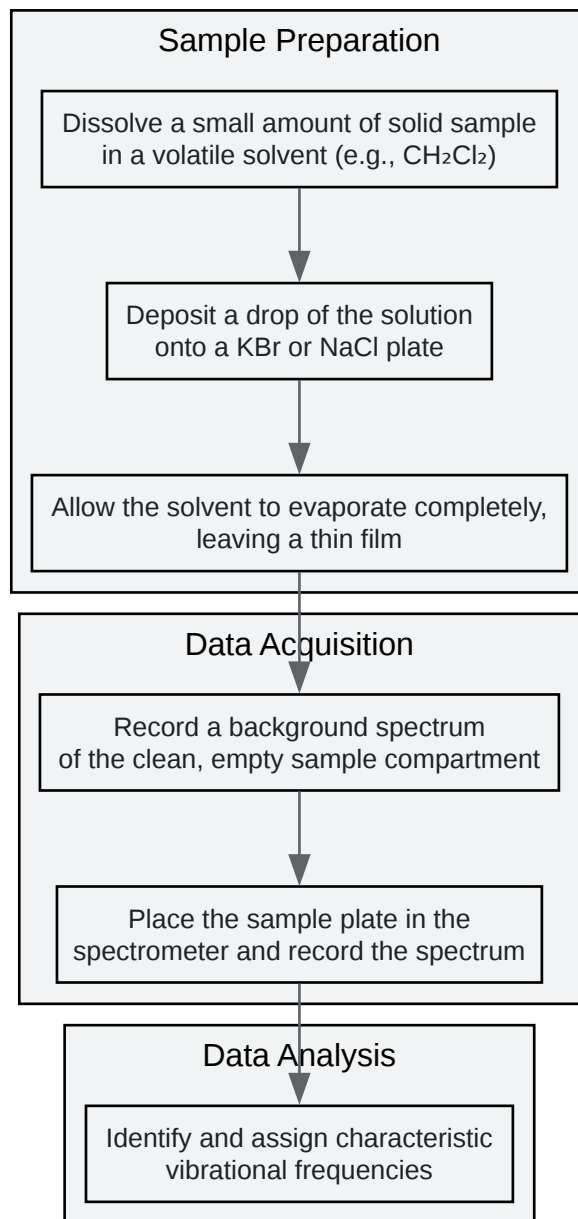 Sample Preparation
Dissolve a small amount of solid sample
in a volatile solvent (e.g., CH₂Cl₂)
Deposit a drop of the solution
onto a KBr or NaCl plate
Allow the solvent to evaporate completely,
leaving a thin film
Data Acquisition
Record a background spectrum
of the clean, empty sample compartment
Place the sample plate in the
spectrometer and record the spectrum
Data Analysis
Identify and assign characteristic
vibrational frequencies